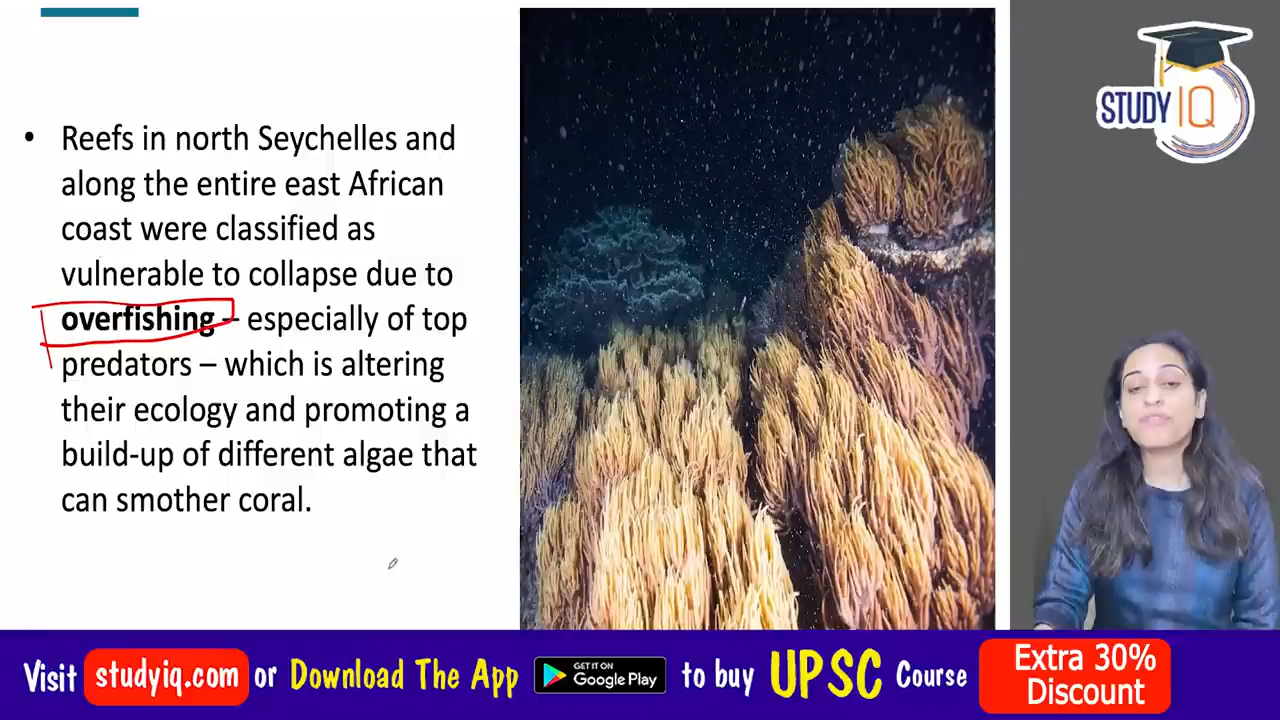 • Reefs in north Seychelles and
along the entire east African
coast were classified as
vulnerable to collapse due to
overfishing – especially of top
predators – which is altering
their ecology and promoting a
build-up of different algae that
can smother coral.
STUDY IQ
Visit studyiq.com or Download The App GET IT ON Google Play to buy UPSC Course
Extra 30%
Discount